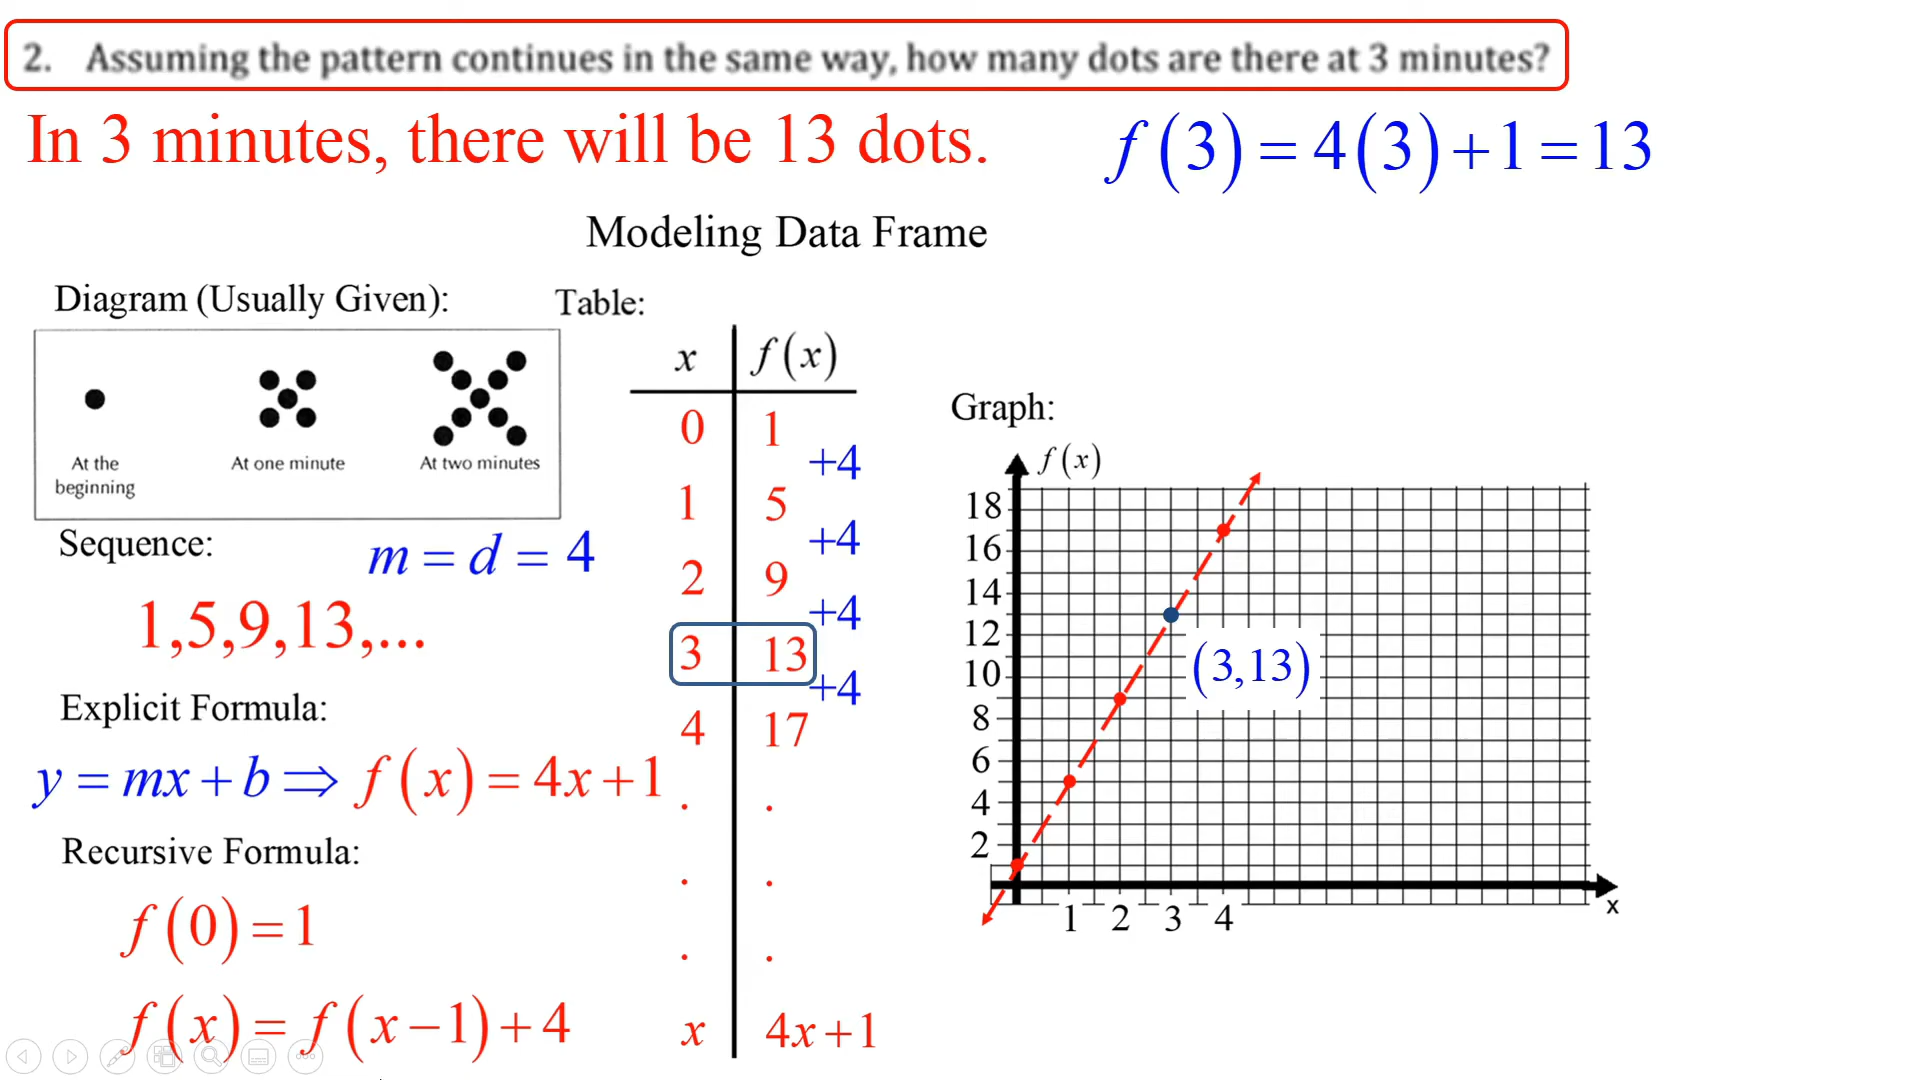 2. Assuming the pattern continues in the same way, how many dots are there at 3 minutes?
In 3 minutes, there will be 13 dots.
f(3) = 4(3) + 1 = 13
Modeling Data Frame
Diagram (Usually Given):
At the
beginning
At one minute
At two minutes
Sequence:
m = d = 4
1,5,9,13,...
Explicit Formula:
y = mx + b ⇒ f(x) = 4x + 1
Recursive Formula:
f(0) = 1
f(x) = f(x−1) + 4
Table:
x f(x)
0 1
+4
1 5
+4
2 9
+4
3 13
+4
4 17
. .
. .
. .
x 4x + 1
Graph:
f(x)
18
16
14
12
10
8
6
4
2
(3,13)
1 2 3 4
x